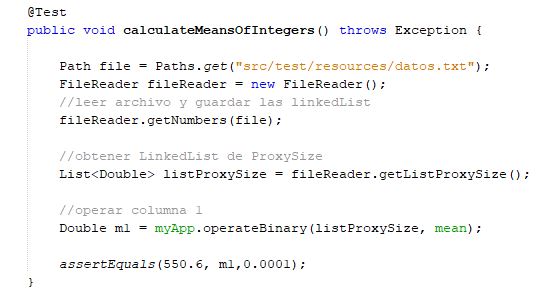 @Test
public void calculateMeansOfIntegers() throws Exception {
Path file = Paths.get("src/test/resources/datos.txt");
FileReader fileReader = new FileReader();
//leer archivo y guardar las linkedList
fileReader.getNumbers(file);
//obtener LinkedList de ProxySize
List<Double> listProxySize = fileReader.getListProxySize();
//operar columna 1
Double m1 = myApp.operateBinary(listProxySize, mean);
assertEquals(550.6, m1,0.0001);
}